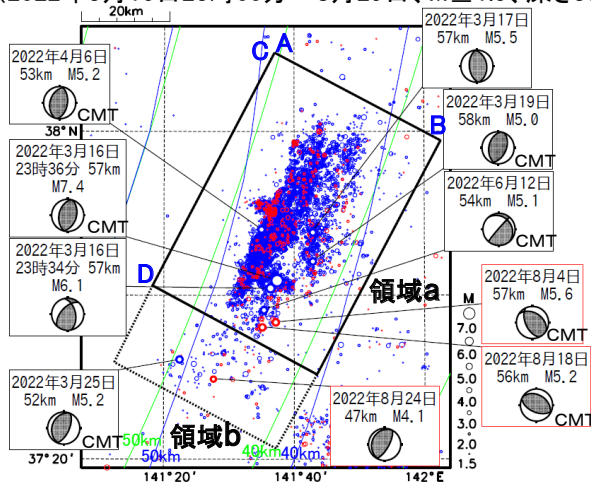 20km
2022年4月6日
53km M5.2
CMT
2022年3月17日
57km M5.5
C A
B
38°N
2022年3月19日
58km M5.0
CMT
2022年3月16日
23時36分 57km
M7.4
CMT
2022年6月12日
54km M5.1
CMT
2022年3月16日
23時34分 57km
M6.1
D
領域a
2022年8月4日
57km M5.6
CMT
M
7.0
6.0
5.0
4.0
3.0
2.0
1.5
2022年8月18日
56km M5.2
CMT
2022年3月25日
52km M5.2
CMT
2022年8月24日
47km M4.1
領域b
50km
50km
40km
40km
37°20'
141°20'
141°40'
142°E